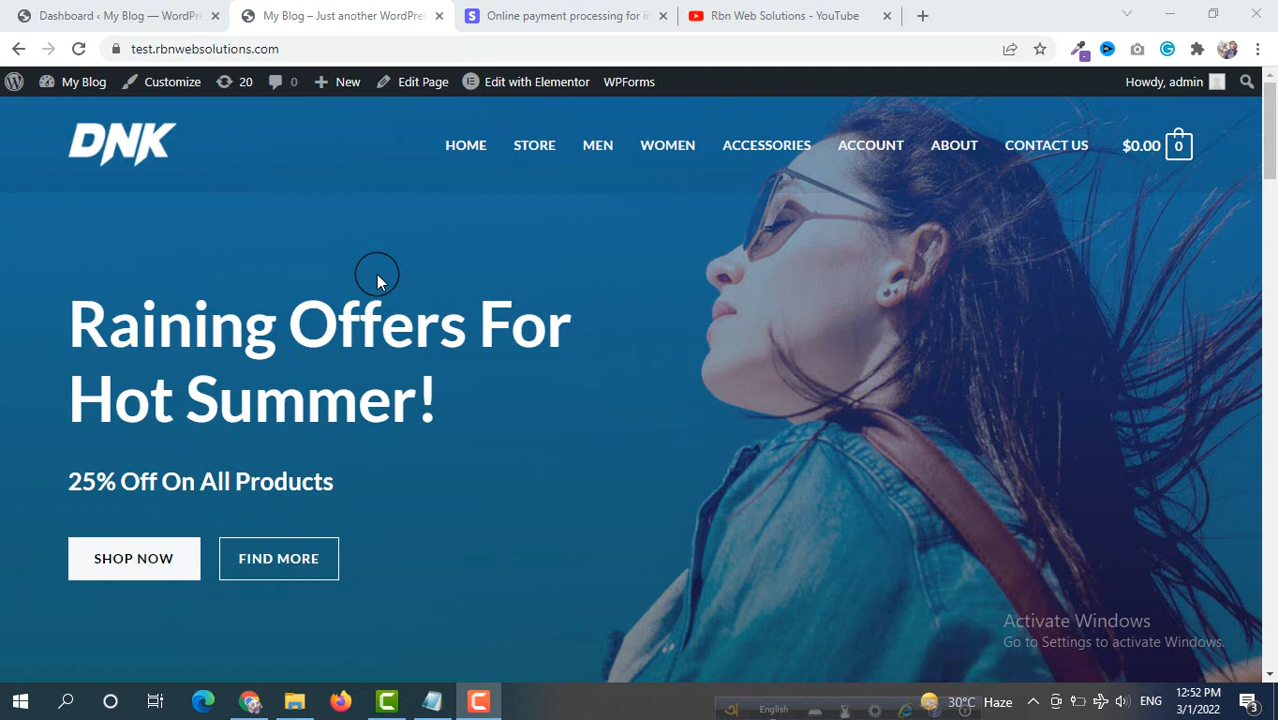 Dashboard ‹ My Blog — WordPre
My Blog – Just another WordPres
Online payment processing for in
Rbn Web Solutions - YouTube
test.rbnwebsolutions.com
My Blog
Customize
20
0
New
Edit Page
Edit with Elementor
WPForms
Howdy, admin
DNK
HOME
STORE
MEN
WOMEN
ACCESSORIES
ACCOUNT
ABOUT
CONTACT US
$0.00
0
Raining Offers For
Hot Summer!
25% Off On All Products
SHOP NOW
FIND MORE
Activate Windows
Go to Settings to activate Windows.
English
30°C Haze
ENG
12:52 PM
3/1/2022
3